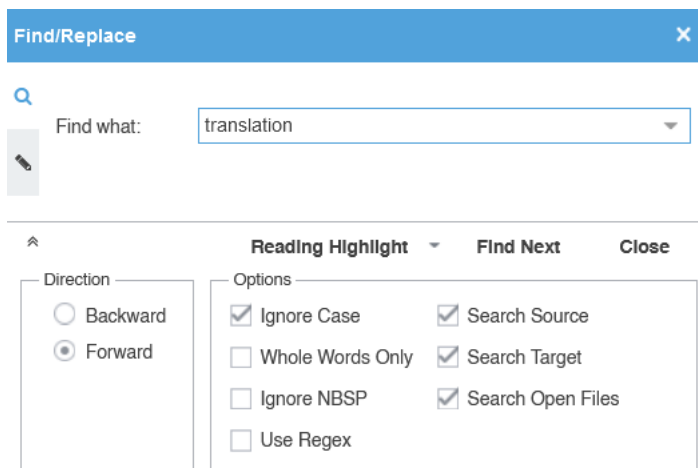 Find/Replace
Find what: translation
Reading Highlight Find Next Close
Direction Options
Backward Ignore Case Search Source
Forward Whole Words Only Search Target
Ignore NBSP Search Open Files
Use Regex